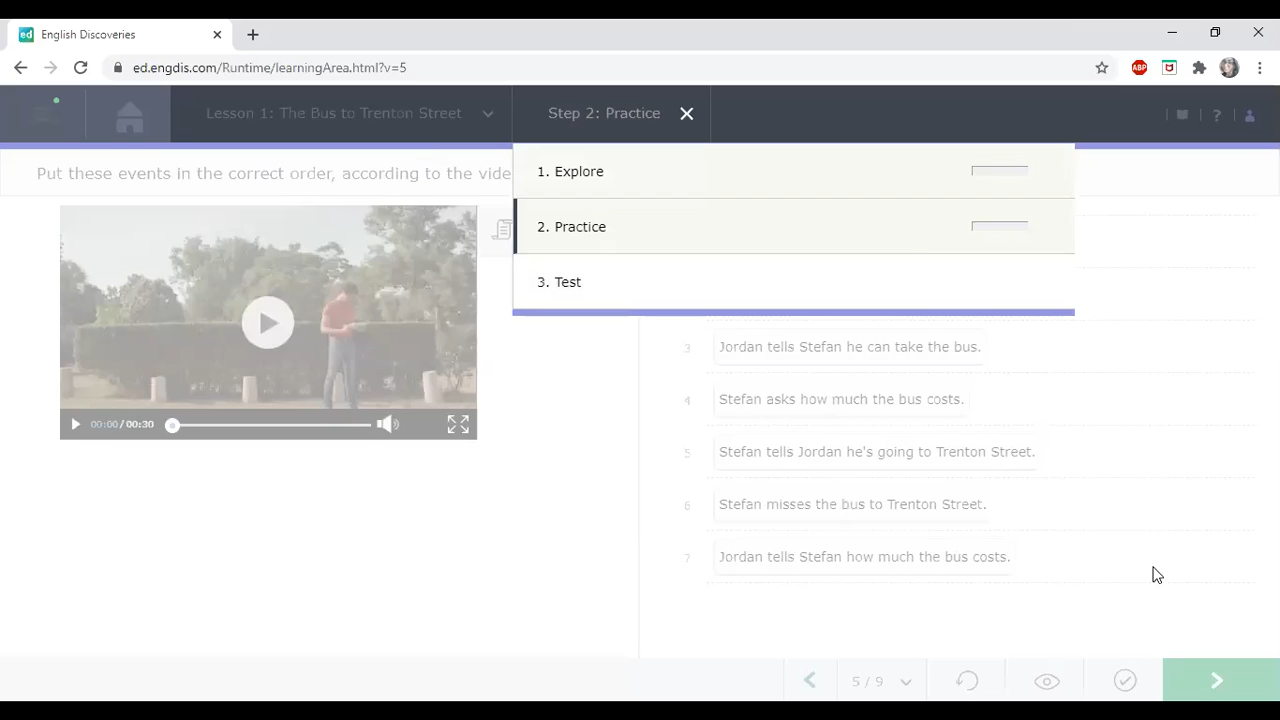 English Discoveries
ed.engdis.com/Runtime/learningArea.html?v=5
ABP
Lesson 1: The Bus to Trenton Street
Step 2: Practice
?
Put these events in the correct order, according to the vide
1. Explore
2. Practice
3. Test
00:00/00:30
3 Jordan tells Stefan he can take the bus.
4 Stefan asks how much the bus costs.
5 Stefan tells Jordan he's going to Trenton Street.
6 Stefan misses the bus to Trenton Street.
7 Jordan tells Stefan how much the bus costs.
5 / 9